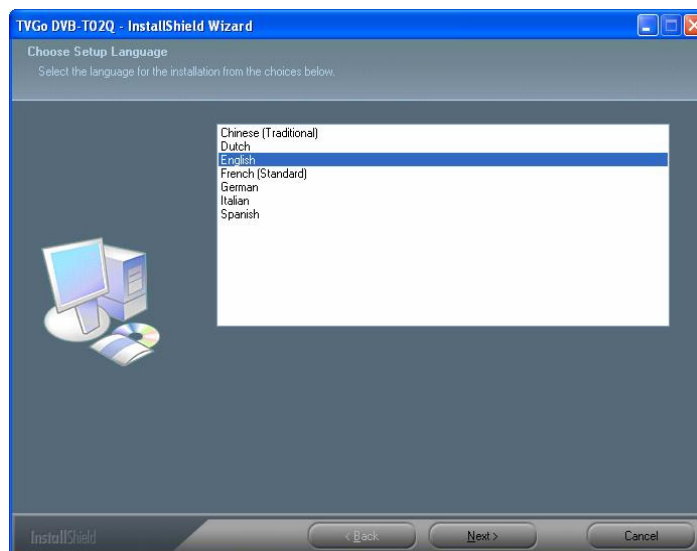 TVGo DVB-T02Q - InstallShield Wizard
Choose Setup Language
Select the language for the installation from the choices below.
Chinese (Traditional)
Dutch
English
French (Standard)
German
Italian
Spanish
InstallShield
< Back
Next >
Cancel